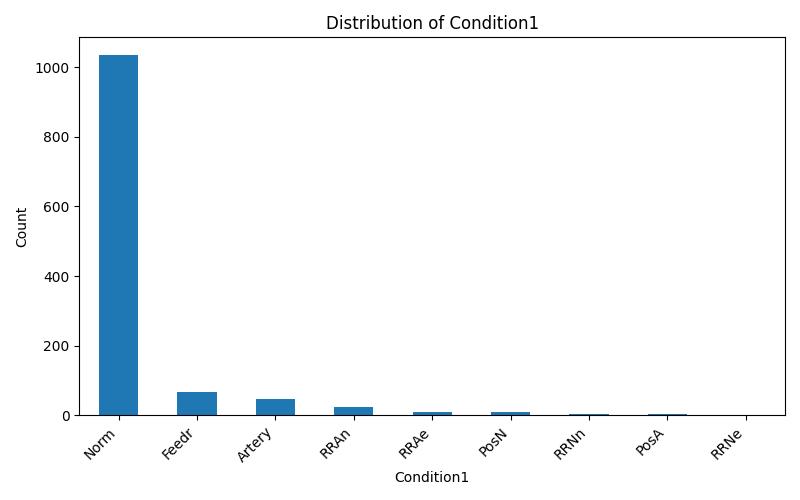 Distribution of Condition1
1000
800
600
400
200
0
Count
Norm
Feedr
Artery
RRAn
RRAe
PosN
RRNn
PosA
RRNe
Condition1